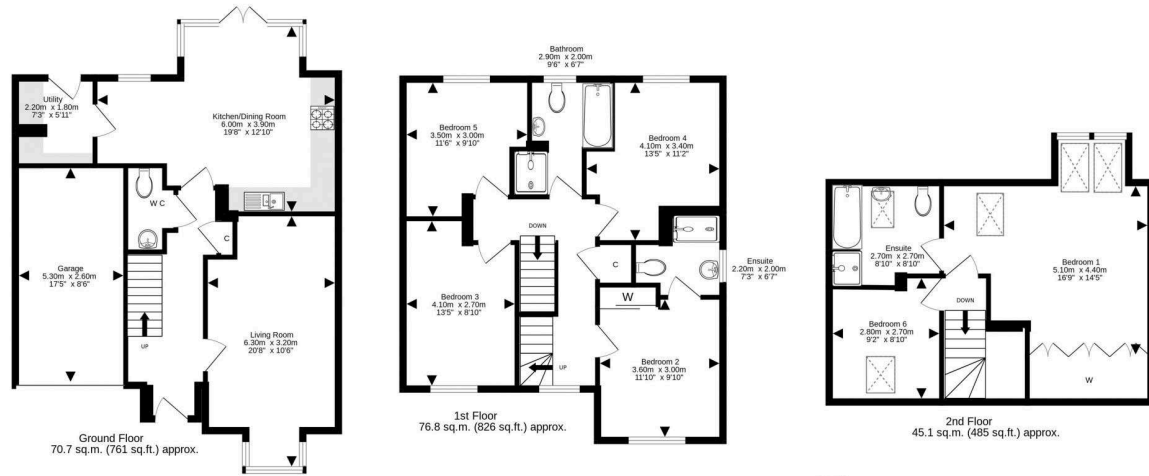 Utility
2.20m x 1.80m
7'3" x 5'11"
Kitchen/Dining Room
6.00m x 3.90m
19'8" x 12'10"
W C
C
Garage
5.30m x 2.60m
17'5" x 8'6"
UP
Living Room
6.30m x 3.20m
20'8" x 10'6"
Ground Floor
70.7 sq.m. (761 sq.ft.) approx.
Bathroom
2.90m x 2.00m
9'6" x 6'7"
Bedroom 5
3.50m x 3.00m
11'6" x 9'10"
Bedroom 4
4.10m x 3.40m
13'5" x 11'2"
DOWN
C
Ensuite
2.20m x 2.00m
7'3" x 6'7"
Bedroom 3
4.10m x 2.70m
13'5" x 8'10"
W
UP
Bedroom 2
3.60m x 3.00m
11'10" x 9'10"
1st Floor
76.8 sq.m. (826 sq.ft.) approx.
Ensuite
2.70m x 2.70m
8'10" x 8'10"
Bedroom 1
5.10m x 4.40m
16'9" x 14'5"
Bedroom 6
2.80m x 2.70m
9'2" x 8'10"
DOWN
W
2nd Floor
45.1 sq.m. (485 sq.ft.) approx.